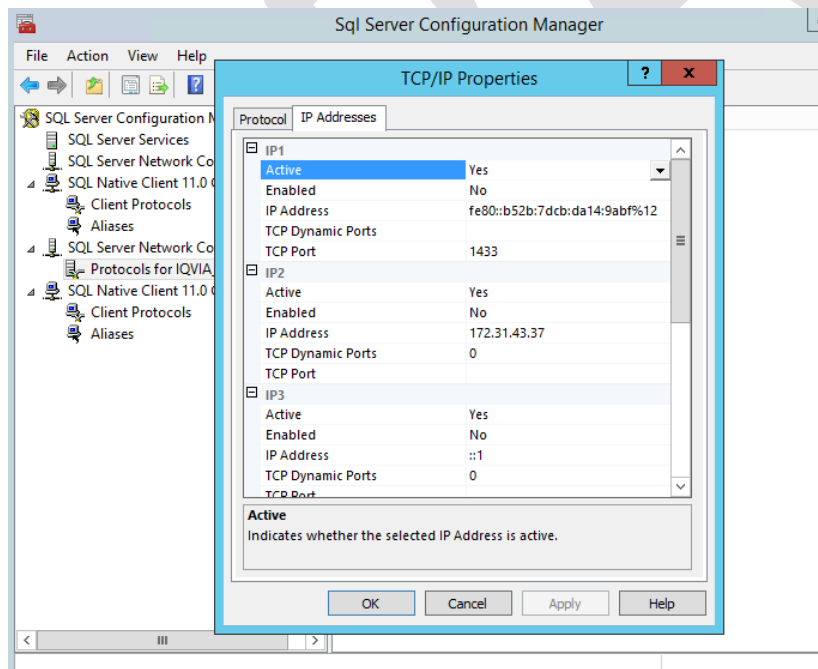 Sql Server Configuration Manager
File Action View Help
TCP/IP Properties
?
x
SQL Server Configuration M
SQL Server Services
SQL Server Network Co
SQL Native Client 11.0
Client Protocols
Aliases
SQL Server Network Co
Protocols for IQVIA_
SQL Native Client 11.0
Client Protocols
Aliases
Protocol IP Addresses
IP1
Active Yes
Enabled No
IP Address fe80::b52b:7dcb:da14:9abf%12
TCP Dynamic Ports
TCP Port 1433
IP2
Active Yes
Enabled No
IP Address 172.31.43.37
TCP Dynamic Ports 0
TCP Port
IP3
Active Yes
Enabled No
IP Address ::1
TCP Dynamic Ports 0
TCP Port
Active
Indicates whether the selected IP Address is active.
OK Cancel Apply Help